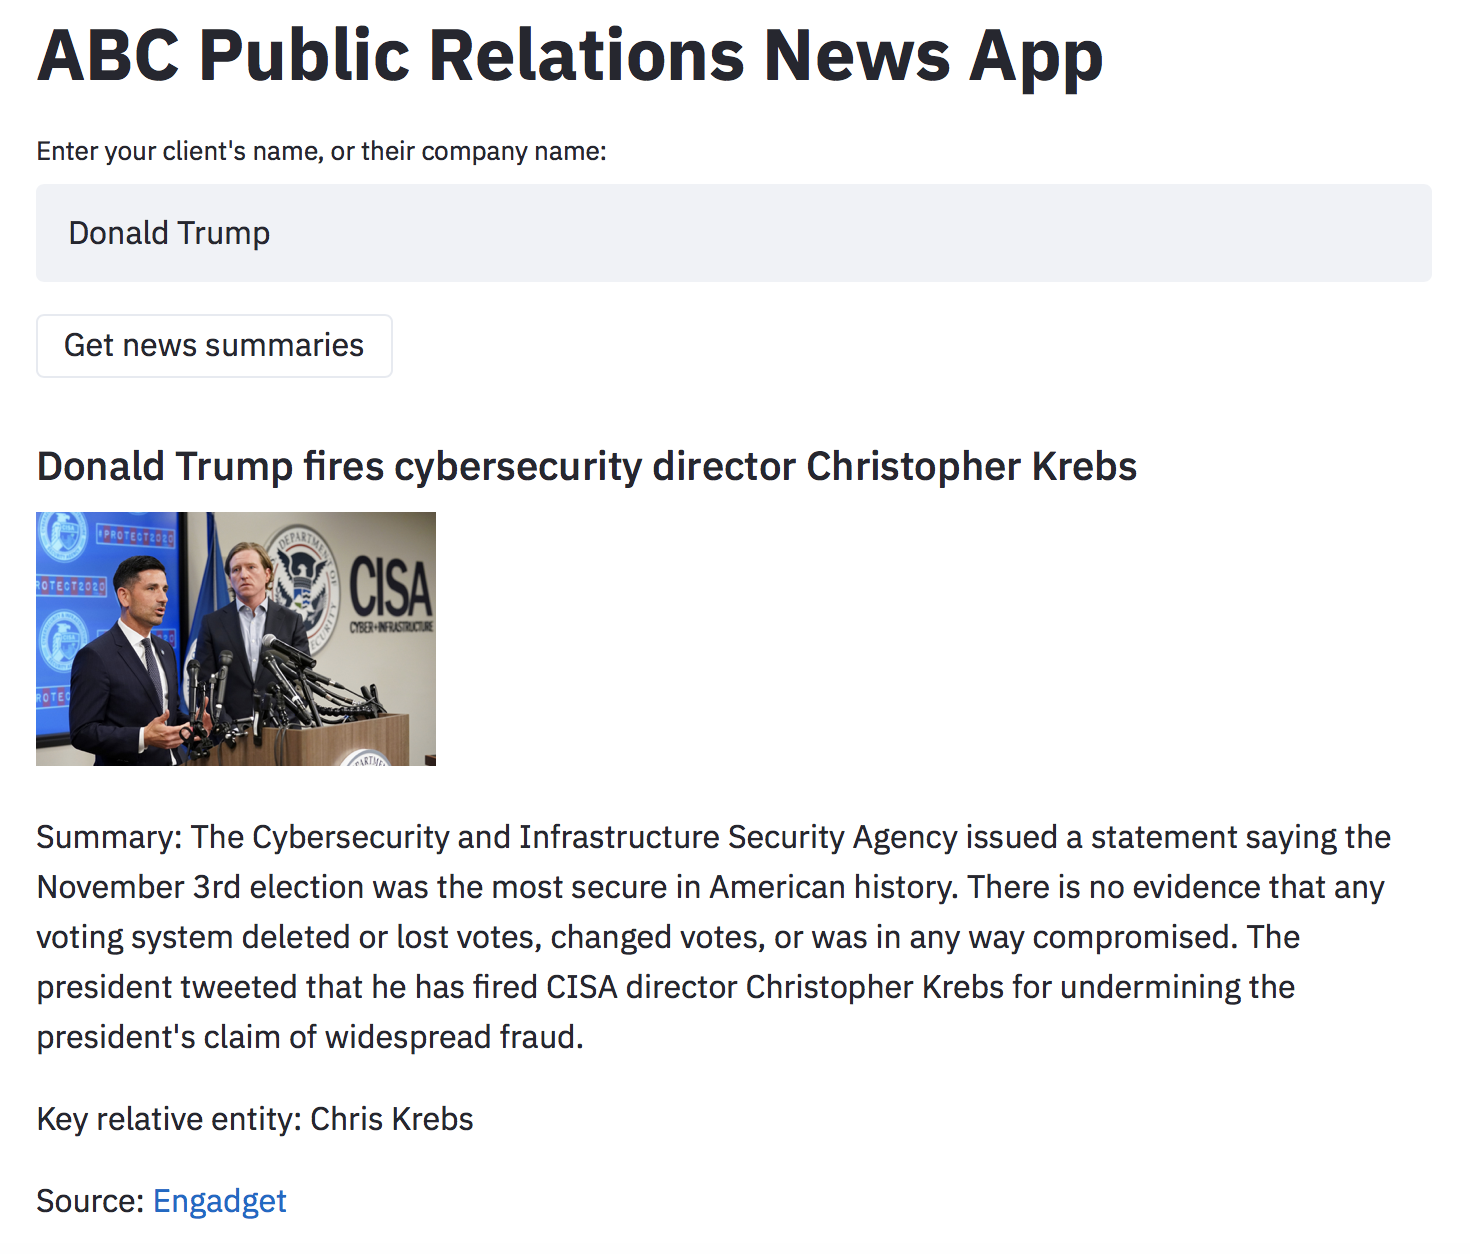 ABC Public Relations News App
Enter your client's name, or their company name:
Donald Trump
Get news summaries
Donald Trump fires cybersecurity director Christopher Krebs
#PROTECT2020
ROTECT2020
ROTEC
DEPARTMENT OF
SECURITY
CISA
CYBER+INFRASTRUCTURE
Summary: The Cybersecurity and Infrastructure Security Agency issued a statement saying the
November 3rd election was the most secure in American history. There is no evidence that any
voting system deleted or lost votes, changed votes, or was in any way compromised. The
president tweeted that he has fired CISA director Christopher Krebs for undermining the
president's claim of widespread fraud.
Key relative entity: Chris Krebs
Source: Engadget